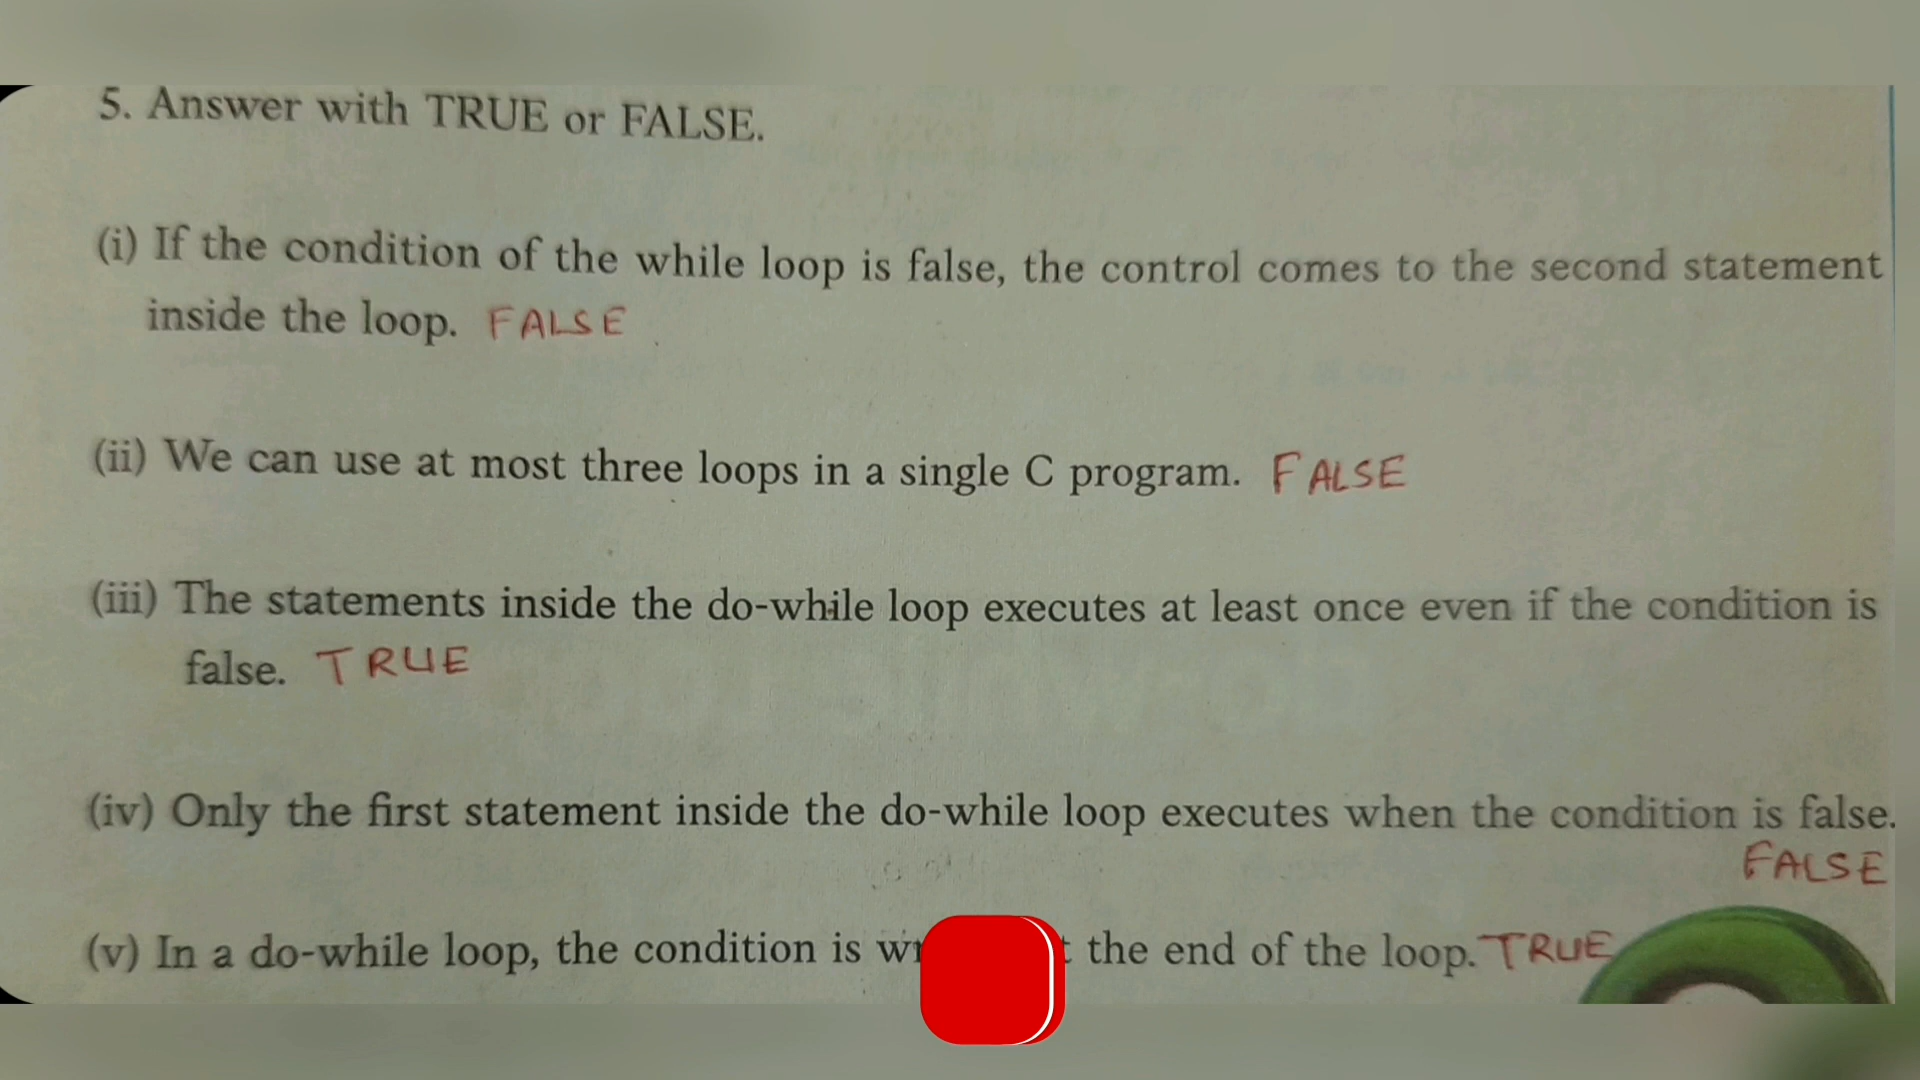 5. Answer with TRUE or FALSE.
(i) If the condition of the while loop is false, the control comes to the second statement
inside the loop. FALSE
(ii) We can use at most three loops in a single C program. FALSE
(iii) The statements inside the do-while loop executes at least once even if the condition is
false. TRUE
(iv) Only the first statement inside the do-while loop executes when the condition is false.
FALSE
(v) In a do-while loop, the condition is the end of the loop. TRUE